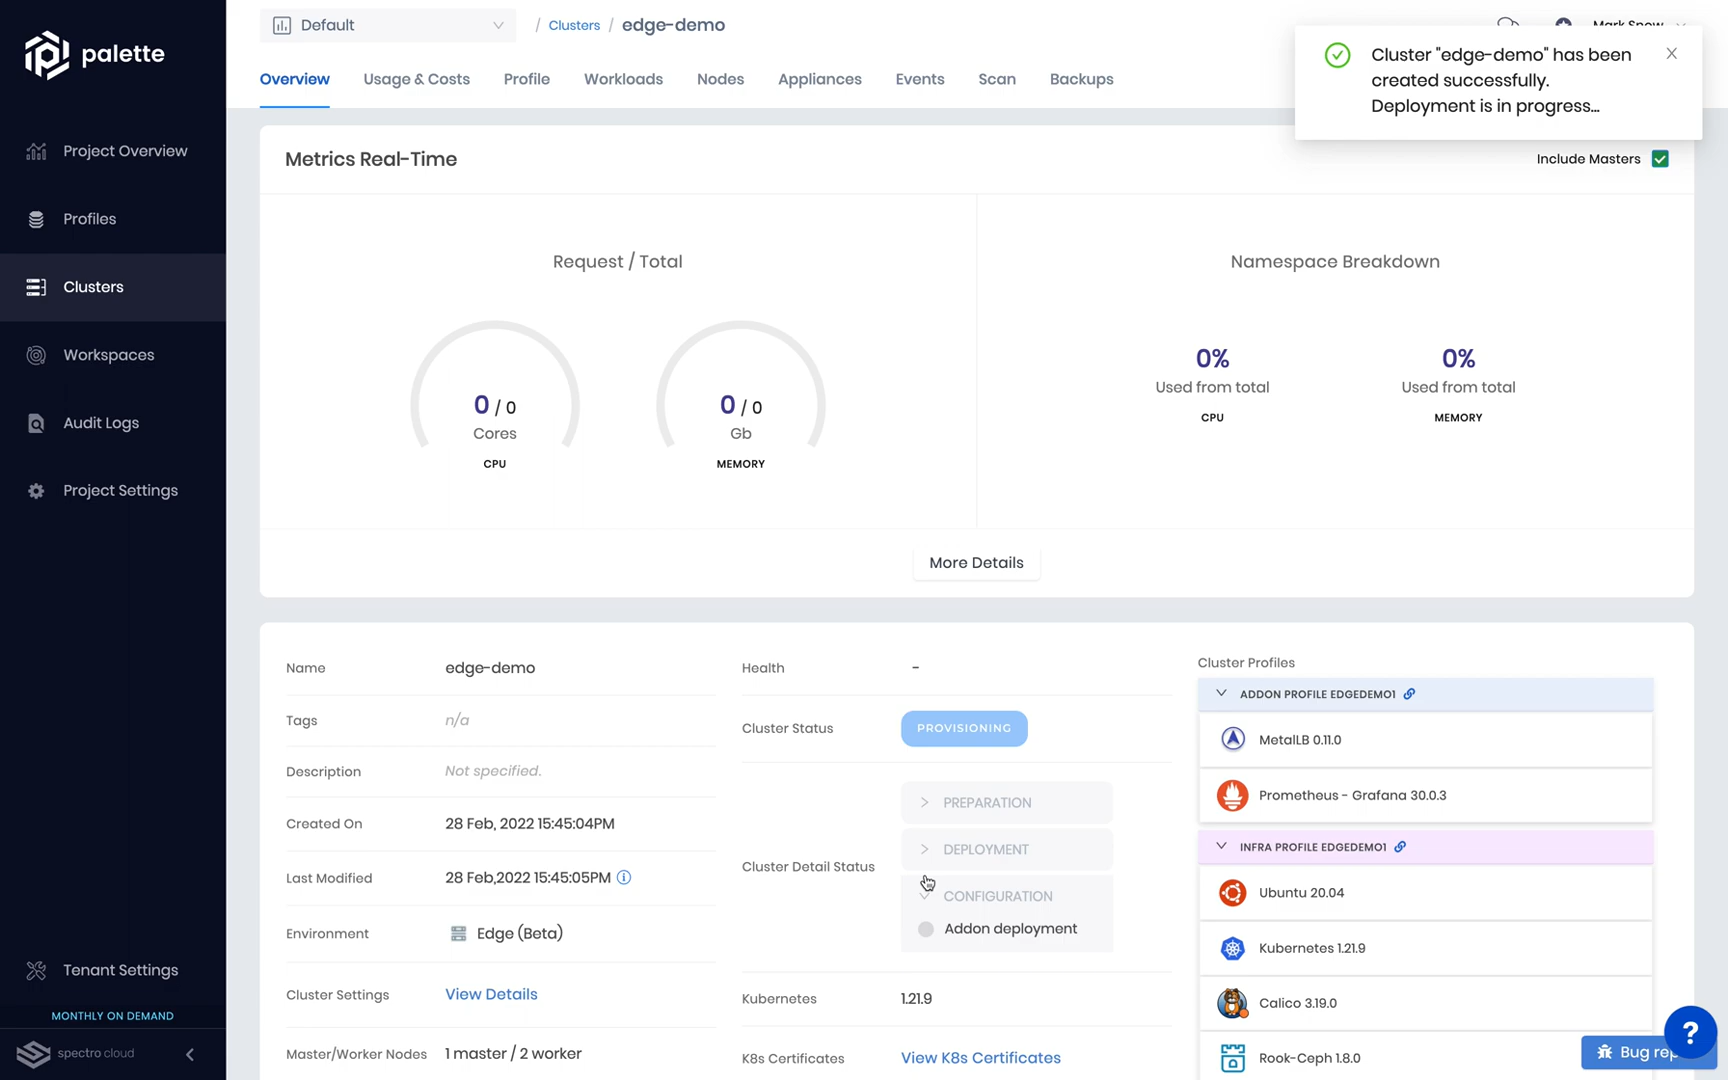 palette
Project Overview
Profiles
Clusters
Workspaces
Audit Logs
Project Settings
Tenant Settings
MONTHLY ON DEMAND
spectro cloud
Default
/ Clusters / edge-demo
Mark Snow
Overview Usage & Costs Profile Workloads Nodes Appliances Events Scan Backups
Cluster "edge-demo" has been
created successfully.
Deployment is in progress...
Metrics Real-Time
Include Masters
Request / Total
0 / 0
Cores
CPU
0 / 0
Gb
MEMORY
Namespace Breakdown
0%
Used from total
CPU
0%
Used from total
MEMORY
More Details
Name edge-demo
Tags n/a
Description Not specified.
Created On 28 Feb, 2022 15:45:04PM
Last Modified 28 Feb,2022 15:45:05PM
Environment Edge (Beta)
Cluster Settings View Details
Master/Worker Nodes 1 master / 2 worker
Health -
Cluster Status PROVISIONING
Cluster Detail Status
PREPARATION
DEPLOYMENT
CONFIGURATION
Addon deployment
Kubernetes 1.21.9
K8s Certificates View K8s Certificates
Cluster Profiles
ADDON PROFILE EDGEDEMO1
MetalLB 0.11.0
Prometheus - Grafana 30.0.3
INFRA PROFILE EDGEDEMO1
Ubuntu 20.04
Kubernetes 1.21.9
Calico 3.19.0
Rook-Ceph 1.8.0
?
Bug rep